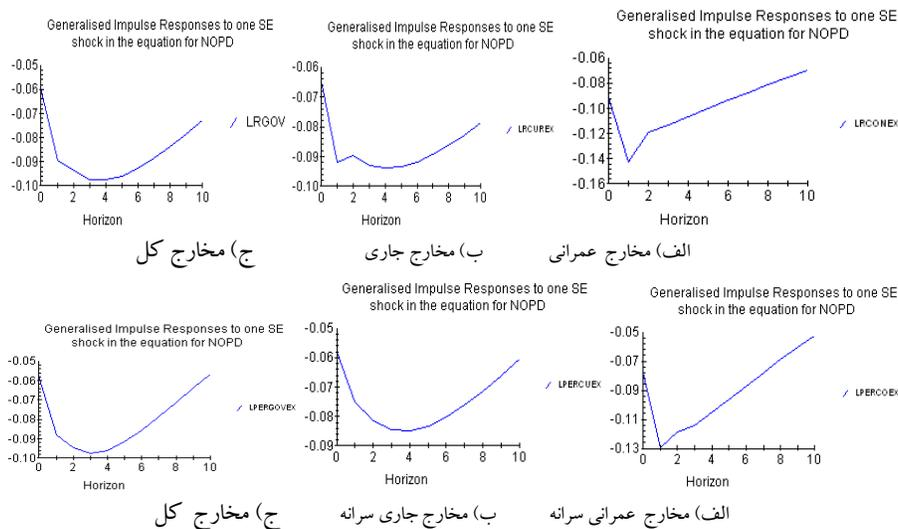 Generalised Impulse Responses to one SE
shock in the equation for NOPD
-0.05
-0.06
-0.07
-0.08
-0.09
-0.10
0 2 4 6 8 10
Horizon
LRGOV
Generalised Impulse Responses to one SE
shock in the equation for NOPD
-0.06
-0.07
-0.08
-0.09
-0.10
0 2 4 6 8 10
Horizon
LRCUREX
Generalised Impulse Responses to one SE
shock in the equation for NOPD
-0.06
-0.08
-0.10
-0.12
-0.14
-0.16
0 2 4 6 8 10
Horizon
LRCONEX
الف) مخارج عمرانی ب) مخارج جاری ج) مخارج کل
Generalised Impulse Responses to one SE
shock in the equation for NOPD
-0.05
-0.06
-0.07
-0.08
-0.09
-0.10
0 2 4 6 8 10
Horizon
LPERGOVEX
Generalised Impulse Responses to one SE
shock in the equation for NOPD
-0.05
-0.06
-0.07
-0.08
-0.09
0 2 4 6 8 10
Horizon
LPERCUEX
Generalised Impulse Responses to one SE
shock in the equation for NOPD
-0.05
-0.07
-0.09
-0.11
-0.13
0 2 4 6 8 10
Horizon
LPERCOEX
الف) مخارج عمرانی سرانه ب) مخارج جاری سرانه ج) مخارج کل